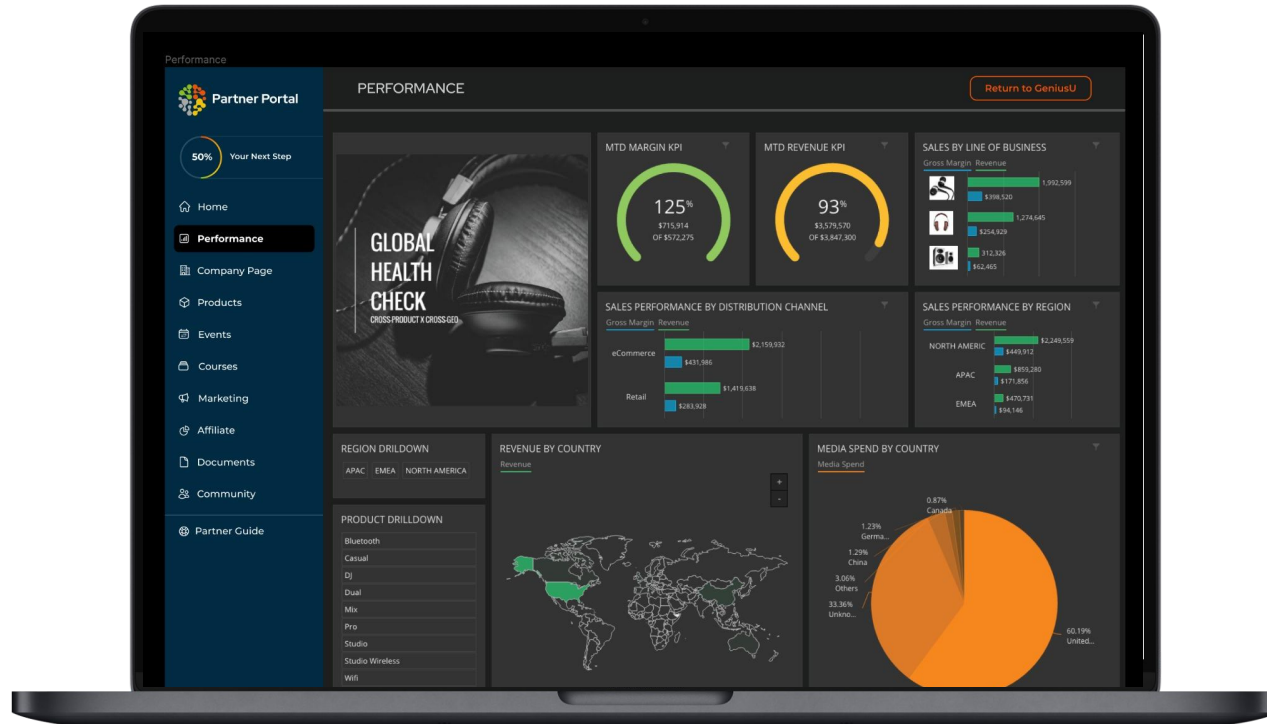 Performance
Partner Portal
50%
Your Next Step
Home
Performance
Company Page
Products
Events
Courses
Marketing
Affiliate
Documents
Community
Partner Guide
PERFORMANCE
Return to GeniusU
GLOBAL
HEALTH
CHECK
CROSS-PRODUCT X CROSS-GEO
MTD MARGIN KPI
125%
$715,914
OF $572,275
MTD REVENUE KPI
93%
$3,579,570
OF $3,847,300
SALES BY LINE OF BUSINESS
Gross Margin Revenue
1,992,599
$398,520
1,274,645
$254,929
312,326
$62,465
SALES PERFORMANCE BY DISTRIBUTION CHANNEL
Gross Margin Revenue
eCommerce
$2,159,932
$431,986
Retail
$1,419,638
$283,928
SALES PERFORMANCE BY REGION
Gross Margin Revenue
NORTH AMERIC
$2,249,559
$449,912
APAC
$859,280
$171,856
EMEA
$470,731
$94,146
REGION DRILDOWN
APAC EMEA NORTH AMERICA
PRODUCT DRILLDOWN
Bluetooth
Casual
DJ
Dual
Mix
Pro
Studio
Studio Wireless
Wifi
REVENUE BY COUNTRY
Revenue
+
-
MEDIA SPEND BY COUNTRY
Media Spend
0.87%
Canada
1.23%
Germa...
1.29%
China
3.06%
Others
33.36%
Unkno...
60.19%
United...